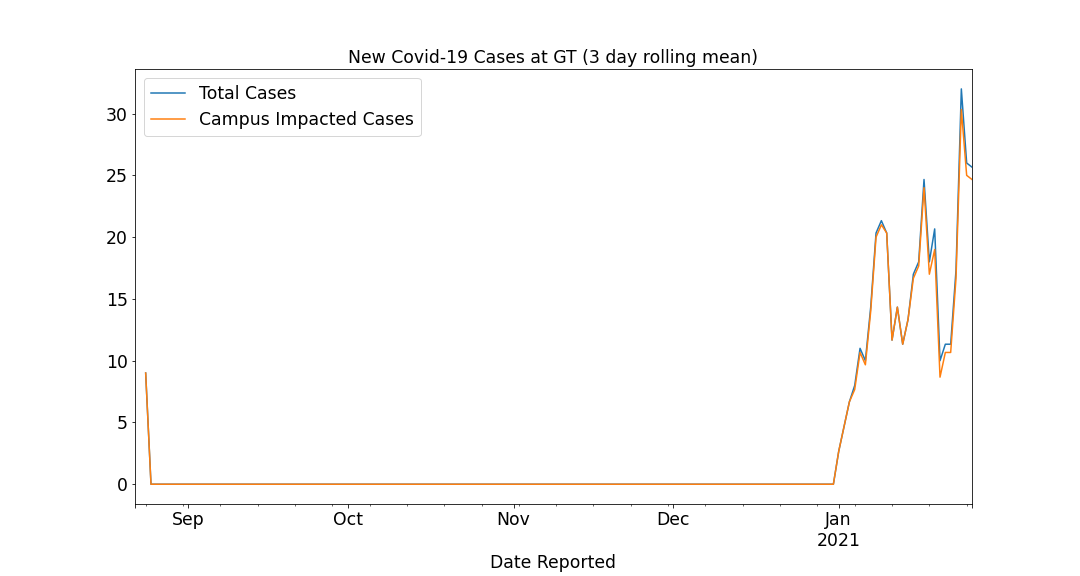 New Covid-19 Cases at GT (3 day rolling mean)
Total Cases
Campus Impacted Cases
30
25
20
15
10
5
0
Sep Oct Nov Dec Jan
2021
Date Reported